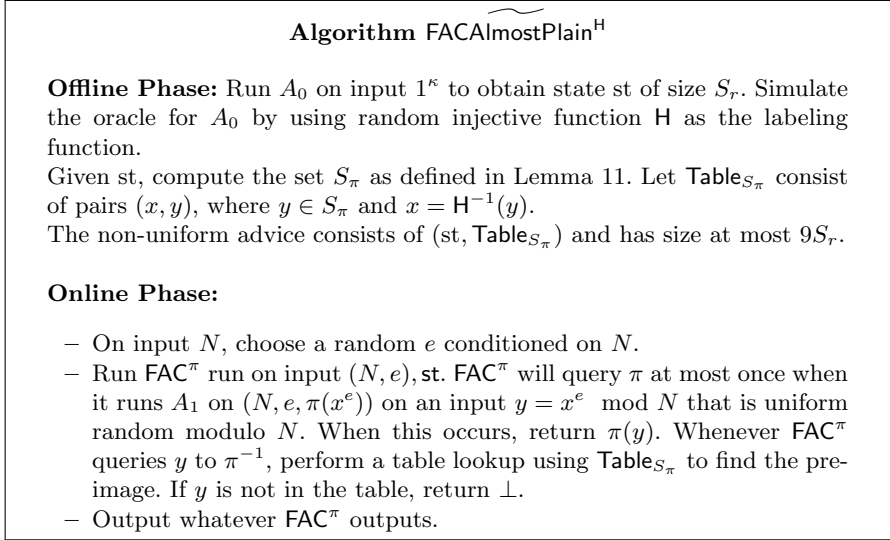 Algorithm FACAlmostPlain^H
Offline Phase: Run A_0 on input 1^κ to obtain state st of size S_r. Simulate
the oracle for A_0 by using random injective function H as the labeling
function.
Given st, compute the set S_π as defined in Lemma 11. Let Table_{S_π} consist
of pairs (x, y), where y ∈ S_π and x = H^{-1}(y).
The non-uniform advice consists of (st, Table_{S_π}) and has size at most 9S_r.
Online Phase:
– On input N, choose a random e conditioned on N.
– Run FAC^π run on input (N, e), st. FAC^π will query π at most once when
it runs A_1 on (N, e, π(x^e)) on an input y = x^e mod N that is uniform
random modulo N. When this occurs, return π(y). Whenever FAC^π
queries y to π^{-1}, perform a table lookup using Table_{S_π} to find the pre-
image. If y is not in the table, return ⊥.
– Output whatever FAC^π outputs.